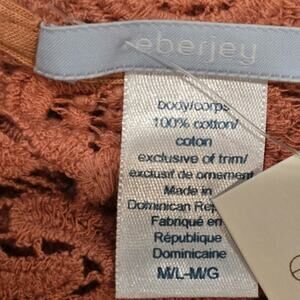 eberjey
body/corps
100% cotton/
coton
exclusive of trim/
exclusif de ornement
Made in
Dominican Rep
Fabriqué en
République
Dominicaine
M/L-M/G